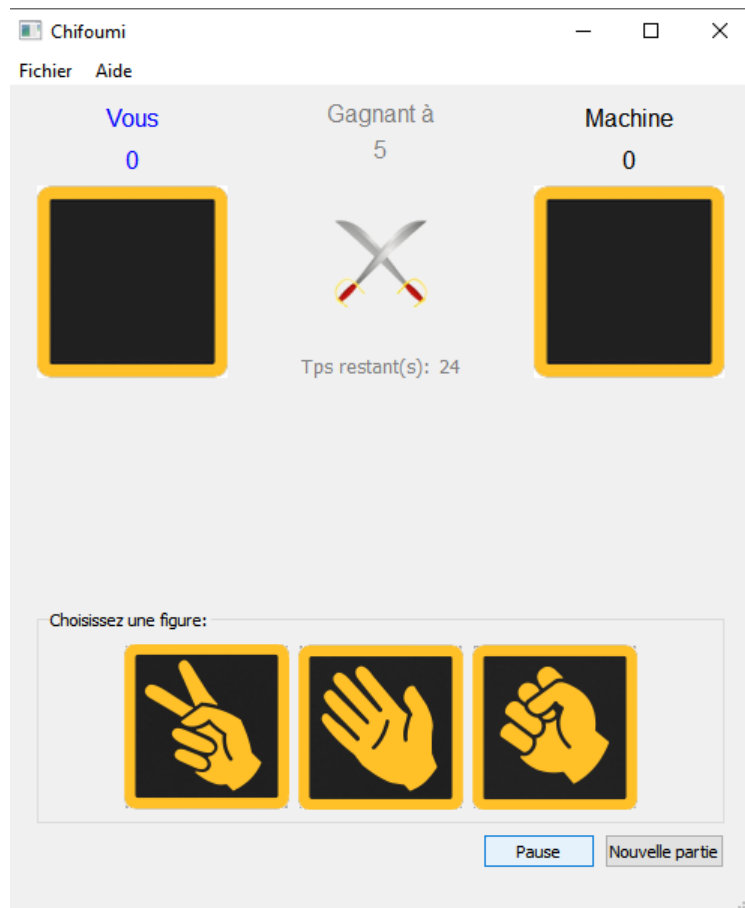 Chifoumi
Fichier Aide
Vous
Gagnant à
Machine
0
5
0
Tps restant(s): 24
Choisissez une figure:
Pause
Nouvelle partie